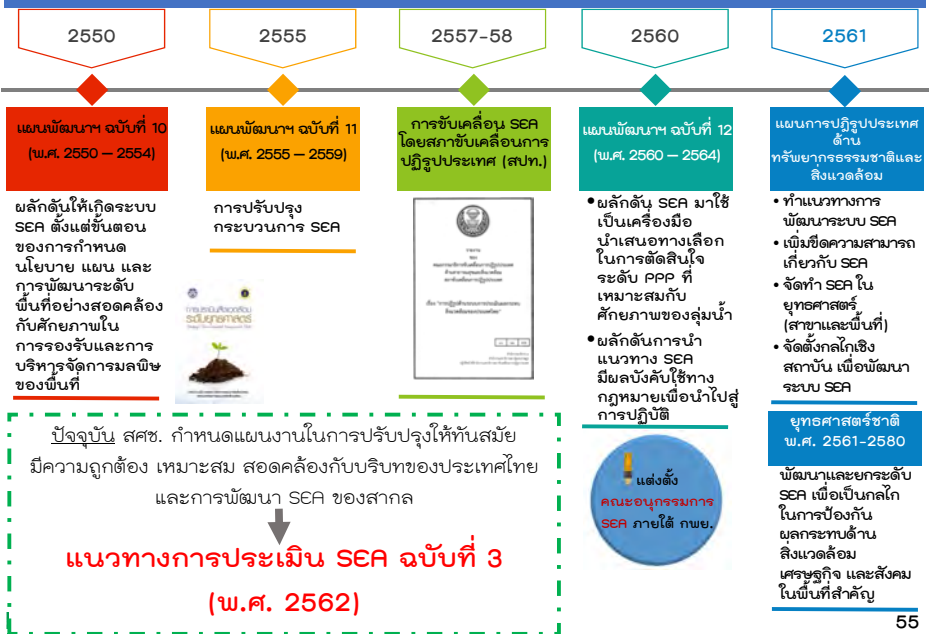 2550
2555
2557-58
2560
2561
แผนพัฒนาฯ ฉบับที่ 10
(พ.ศ. 2550 – 2554)
ผลักดันให้เกิดระบบ
SEA ตั้งแต่ขั้นตอน
ของการกำหนด
นโยบาย แผน และ
การพัฒนาระดับ
พื้นที่อย่างสอดคล้อง
กับศักยภาพใน
การรองรับและการ
บริหารจัดการมลพิษ
ของพื้นที่
แผนพัฒนาฯ ฉบับที่ 11
(พ.ศ. 2555 – 2559)
การปรับปรุง
กระบวนการ SEA
การประเมินสิ่งแวดล้อม
ระดับยุทธศาสตร์
การขับเคลื่อน SEA
โดยสภาขับเคลื่อนการ
ปฏิรูปประเทศ (สปท.)
แผนพัฒนาฯ ฉบับที่ 12
(พ.ศ. 2560 – 2564)
• ผลักดัน SEA มาใช้
เป็นเครื่องมือ
นำเสนอทางเลือก
ในการตัดสินใจ
ระดับ PPP ที่
เหมาะสมกับ
ศักยภาพของลุ่มน้ำ
• ผลักดันการนำ
แนวทาง SEA
มีผลบังคับใช้ทาง
กฎหมายเพื่อนำไปสู่
การปฏิบัติ
แต่งตั้ง
คณะอนุกรรมการ
SEA ภายใต้ กพย.
แผนการปฏิรูปประเทศ
ด้าน
ทรัพยากรธรรมชาติและ
สิ่งแวดล้อม
• ทำแนวทางการ
พัฒนาระบบ SEA
• เพิ่มขีดความสามารถ
เกี่ยวกับ SEA
• จัดทำ SEA ใน
ยุทธศาสตร์
(สาขาและพื้นที่)
• จัดตั้งกลไกเชิง
สถาบัน เพื่อพัฒนา
ระบบ SEA
ยุทธศาสตร์ชาติ
พ.ศ. 2561-2580
พัฒนาและยกระดับ
SEA เพื่อเป็นกลไก
ในการป้องกัน
ผลกระทบด้าน
สิ่งแวดล้อม
เศรษฐกิจ และสังคม
ในพื้นที่สำคัญ
ปัจจุบัน สศช. กำหนดแผนงานในการปรับปรุงให้ทันสมัย
มีความถูกต้อง เหมาะสม สอดคล้องกับบริบทของประเทศไทย
และการพัฒนา SEA ของสากล
แนวทางการประเมิน SEA ฉบับที่ 3
(พ.ศ. 2562)
55